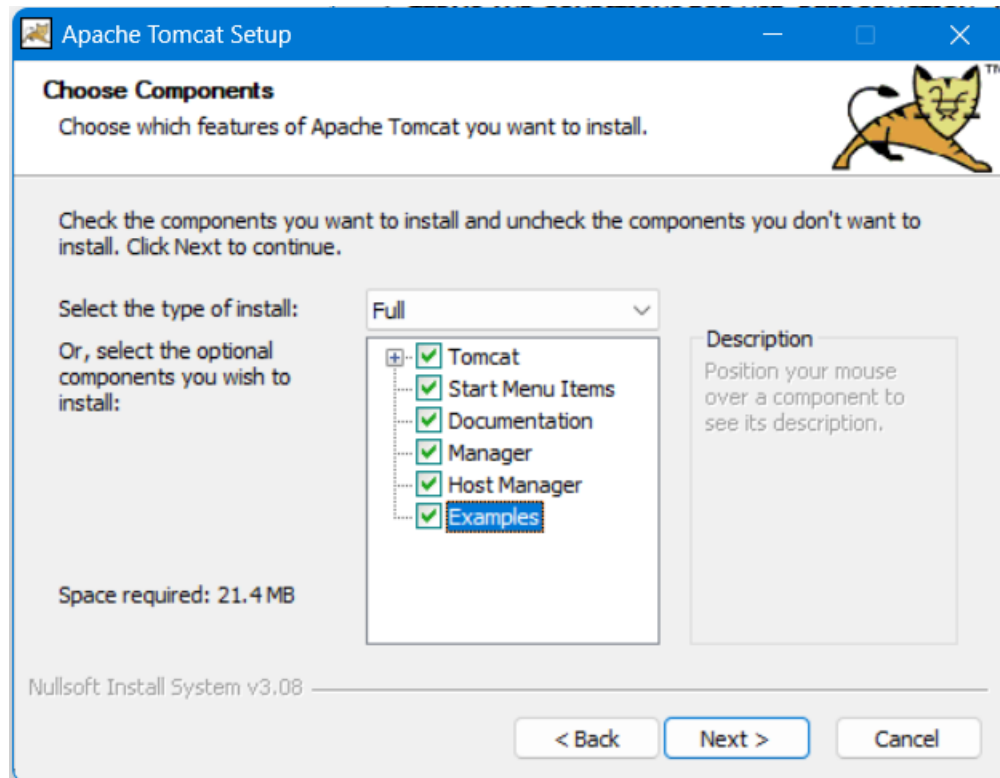 Apache Tomcat Setup
Choose Components
Choose which features of Apache Tomcat you want to install.
TM
Check the components you want to install and uncheck the components you don't want to
install. Click Next to continue.
Select the type of install:
Full
Or, select the optional
components you wish to
install:
Tomcat
Start Menu Items
Documentation
Manager
Host Manager
Examples
Description
Position your mouse
over a component to
see its description.
Space required: 21.4 MB
Nullsoft Install System v3.08
< Back
Next >
Cancel